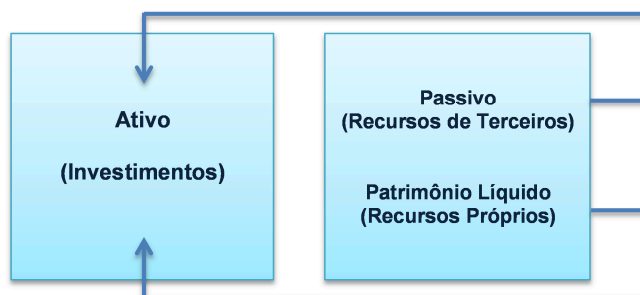 Ativo
(Investimentos)
Passivo
(Recursos de Terceiros)
Patrimônio Líquido
(Recursos Próprios)